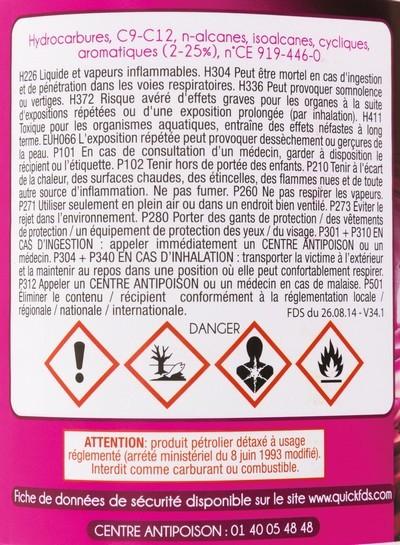 Hydrocarbures, C9-C12, n-alcanes, isoalcanes, cycliques,
aromatiques (2-25%), n°CE 919-446-0
H226 Liquide et vapeurs inflammables. H304 Peut être mortel en cas d'ingestion
et de pénétration dans les voies respiratoires. H336 Peut provoquer somnolence
ou vertiges. H372 Risque avéré d'effets graves pour les organes à la suite
d'expositions répétées ou d'une exposition prolongée (par inhalation). H411
Toxique pour les organismes aquatiques, entraîne des effets néfastes à long
terme. EUH066 L'exposition répétée peut provoquer dessèchement ou gerçures de
la peau. P101 En cas de consultation d'un médecin, garder à disposition le
récipient ou l'étiquette. P102 Tenir hors de portée des enfants. P210 Tenir à l'écart
de la chaleur, des surfaces chaudes, des étincelles, des flammes nues et de toute
autre source d'inflammation. Ne pas fumer. P260 Ne pas respirer les vapeurs.
P271 Utiliser seulement en plein air ou dans un endroit bien ventilé. P273 Eviter le
rejet dans l'environnement. P280 Porter des gants de protection / des vêtements
de protection / un équipement de protection des yeux / du visage. P301 + P310 EN
CAS D'INGESTION : appeler immédiatement un CENTRE ANTIPOISON ou un
médecin. P304 + P340 EN CAS D'INHALATION : transporter la victime à l'extérieur
et la maintenir au repos dans une position où elle peut confortablement respirer.
P312 Appeler un CENTRE ANTIPOISON ou un médecin en cas de malaise. P501
Eliminer le contenu / récipient conformément à la réglementation locale /
régionale / nationale / internationale.
FDS du 26.08.14 - V34.1
DANGER
ATTENTION: produit pétrolier détaxé à usage
réglementé (arrêté ministériel du 8 juin 1993 modifié).
Interdit comme carburant ou combustible.
Fiche de données de sécurité disponible sur le site www.quickfds.com
CENTRE ANTIPOISON : 01 40 05 48 48